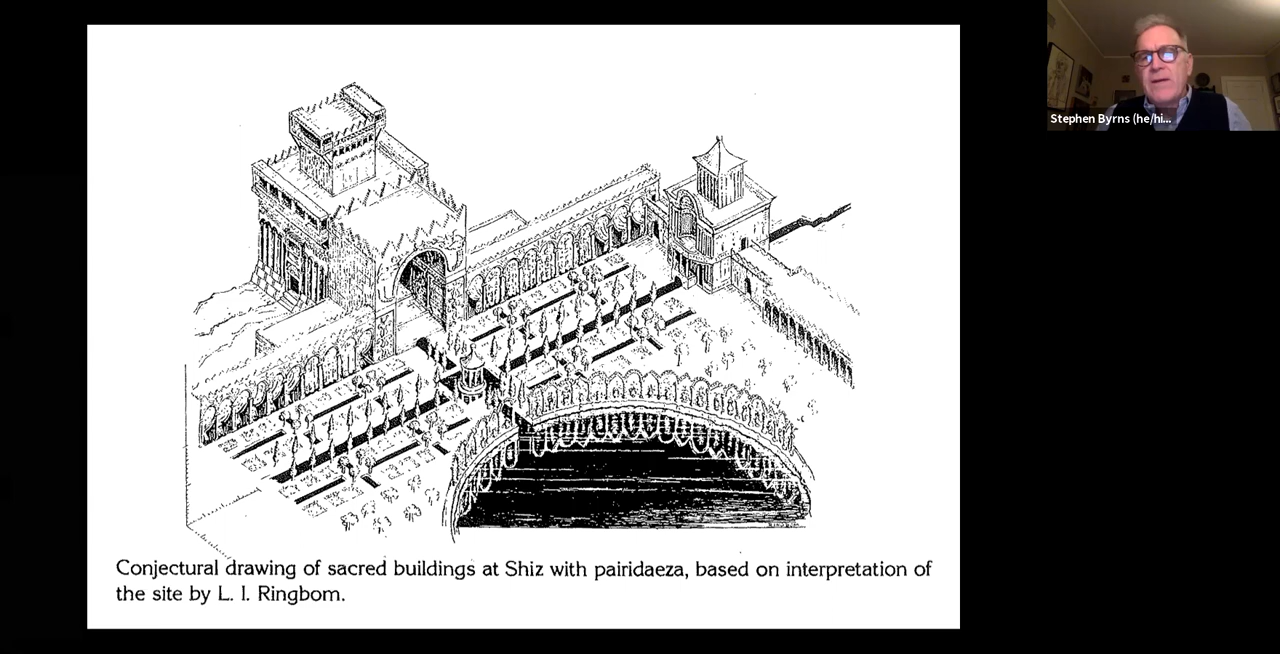 Stephen Byrns (he/hi...
Conjectural drawing of sacred buildings at Shiz with pairidaeza, based on interpretation of
the site by L. I. Ringbom.